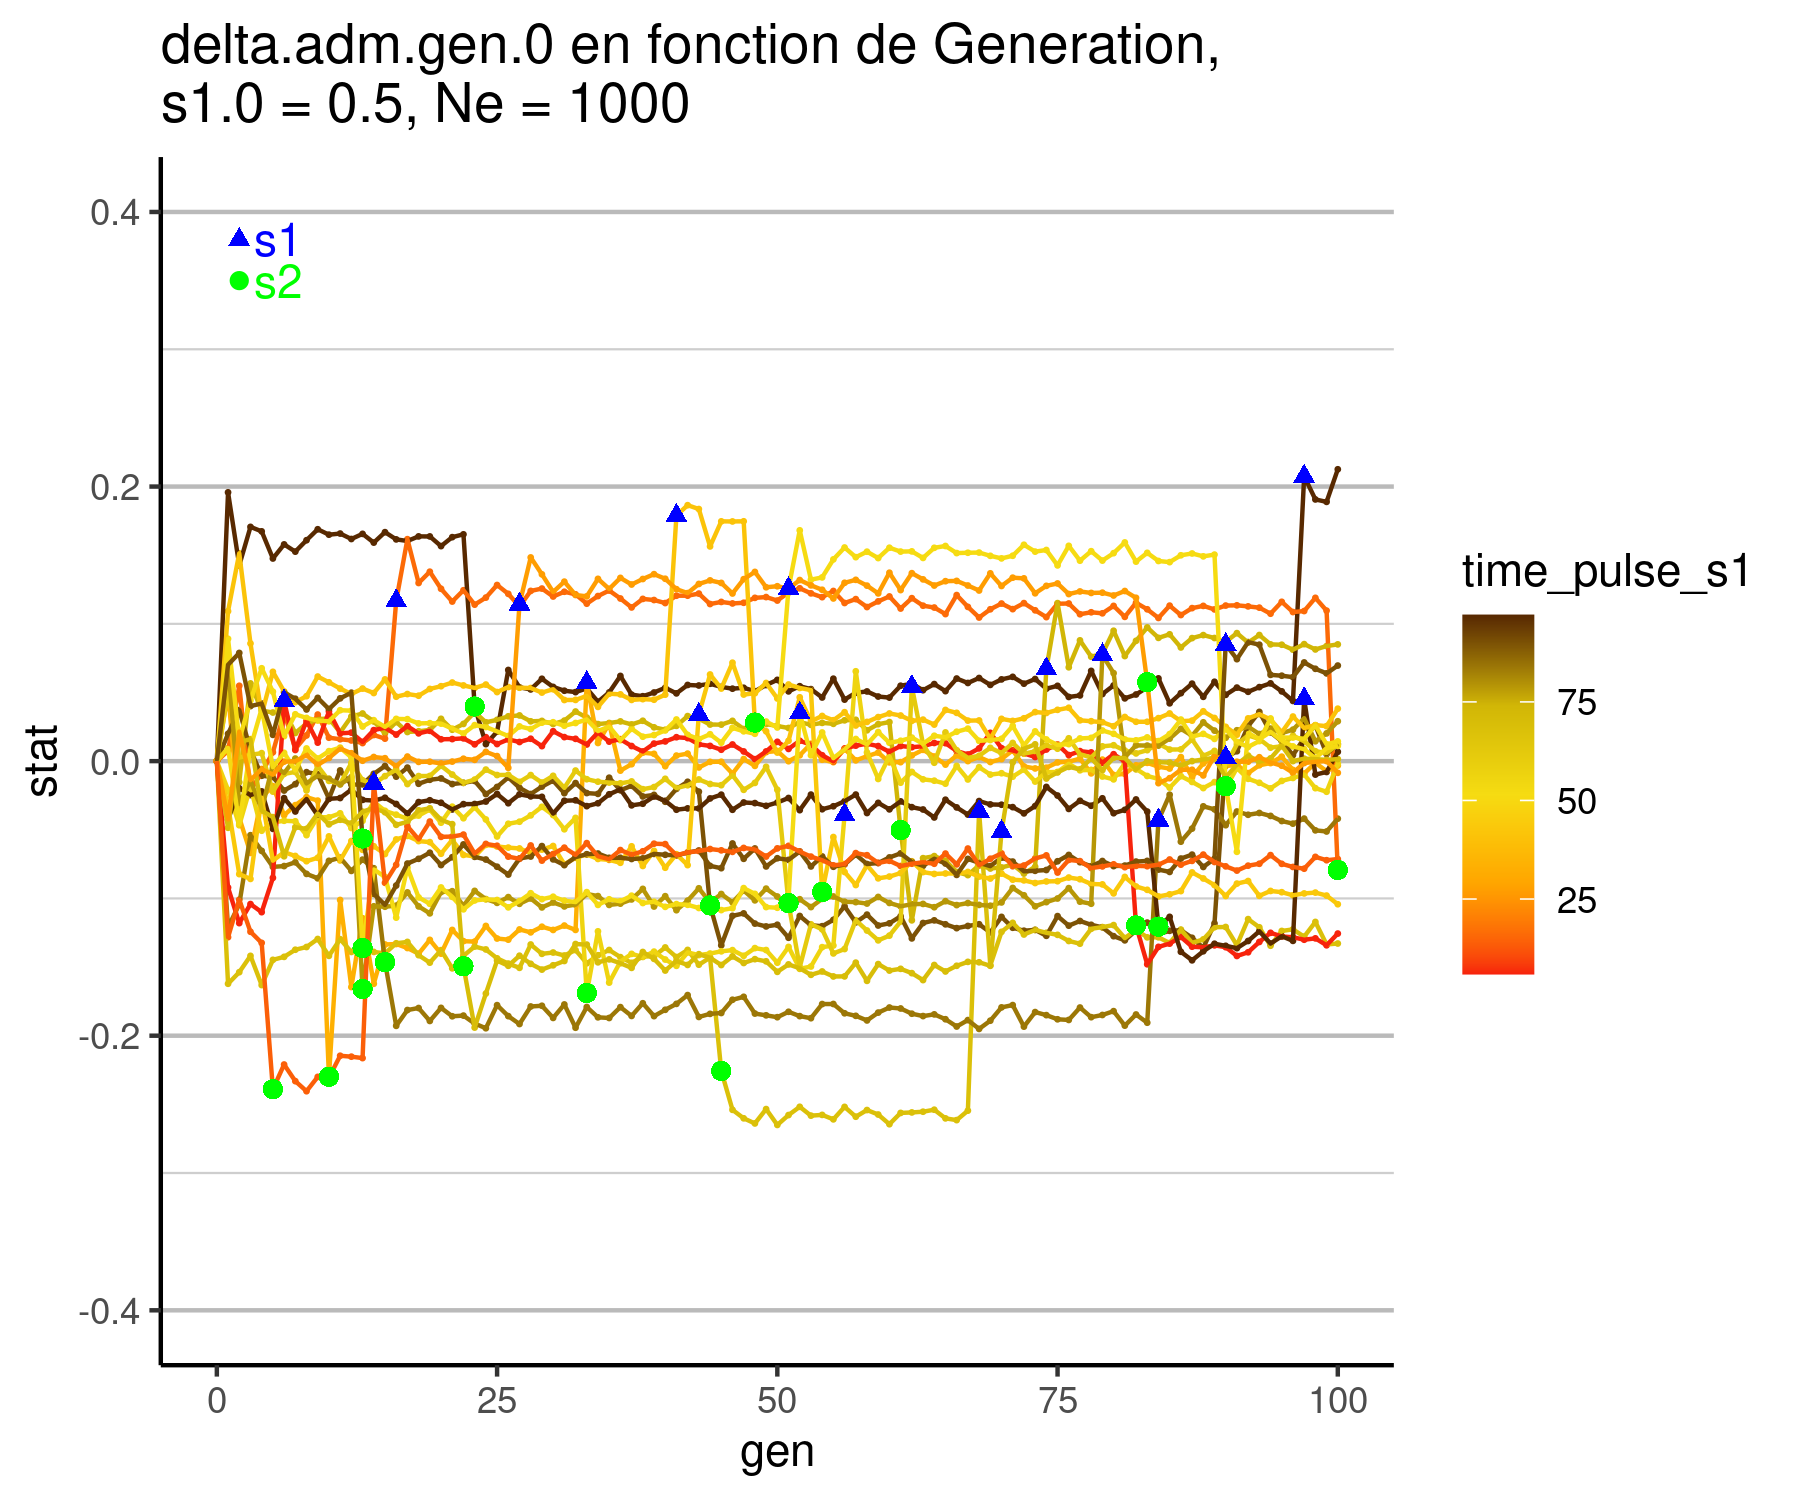 delta.adm.gen.0 en fonction de Generation,
s1.0 = 0.5, Ne = 1000
0.4
s1
s2
0.2
0.0
-0.2
-0.4
stat
0
25
50
75
100
gen
time_pulse_s1
75
50
25